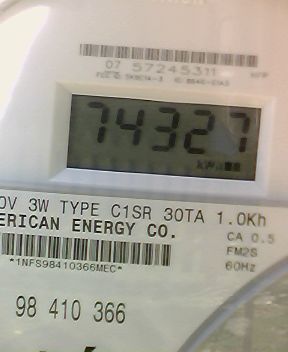 07 57245311
74327
kWh
0V 3W TYPE C1SR 30TA 1.0Kh
ERICAN ENERGY CO.
CA 0.5
FM2S
60Hz
*1NFS98410366MEC*
98 410 366